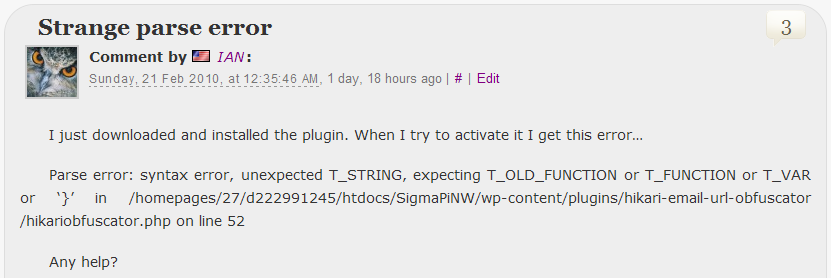 Strange parse error
3
Comment by IAN:
Sunday, 21 Feb 2010, at 12:35:46 AM, 1 day, 18 hours ago | # | Edit
I just downloaded and installed the plugin. When I try to activate it I get this error…
Parse error: syntax error, unexpected T_STRING, expecting T_OLD_FUNCTION or T_FUNCTION or T_VAR
or ‘}’ in /homepages/27/d222991245/htdocs/SigmaPiNW/wp-content/plugins/hikari-email-url-obfuscator
/hikariobfuscator.php on line 52
Any help?